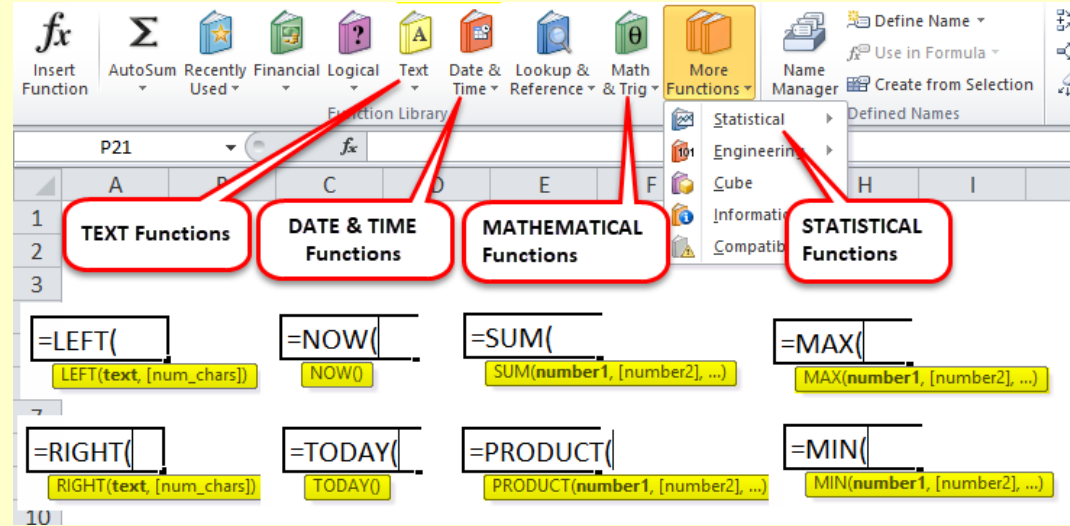 fx Σ ? A θ
Insert Function
AutoSum
Recently Used
Financial
Logical
Text
Date & Time
Lookup & Reference
Math & Trig
More Functions
Name Manager
Define Name
Use in Formula
Create from Selection
Function Library
Defined Names
Statistical
Engineering
Cube
Informatio
Compatib
P21
fx
A B C D E F H I
1
2
3
TEXT Functions
DATE & TIME
Functions
MATHEMATICAL
Functions
STATISTICAL
Functions
=LEFT( =NOW( =SUM( =MAX(
LEFT(text, [num_chars]) NOW() SUM(number1, [number2], ...) MAX(number1, [number2], ...)
7
=RIGHT( =TODAY( =PRODUCT( =MIN(
RIGHT(text, [num_chars]) TODAY() PRODUCT(number1, [number2], ...) MIN(number1, [number2], ...)
10